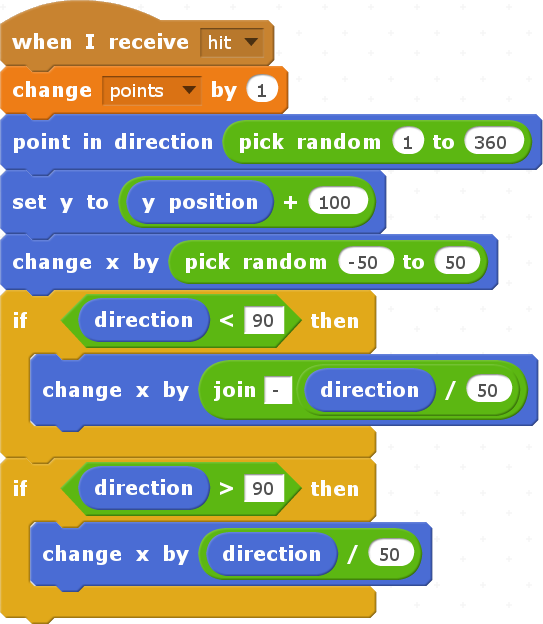 when I receive hit
change points by 1
point in direction pick random 1 to 360
set y to y position + 100
change x by pick random -50 to 50
if direction < 90 then
change x by join - direction / 50
if direction > 90 then
change x by direction / 50